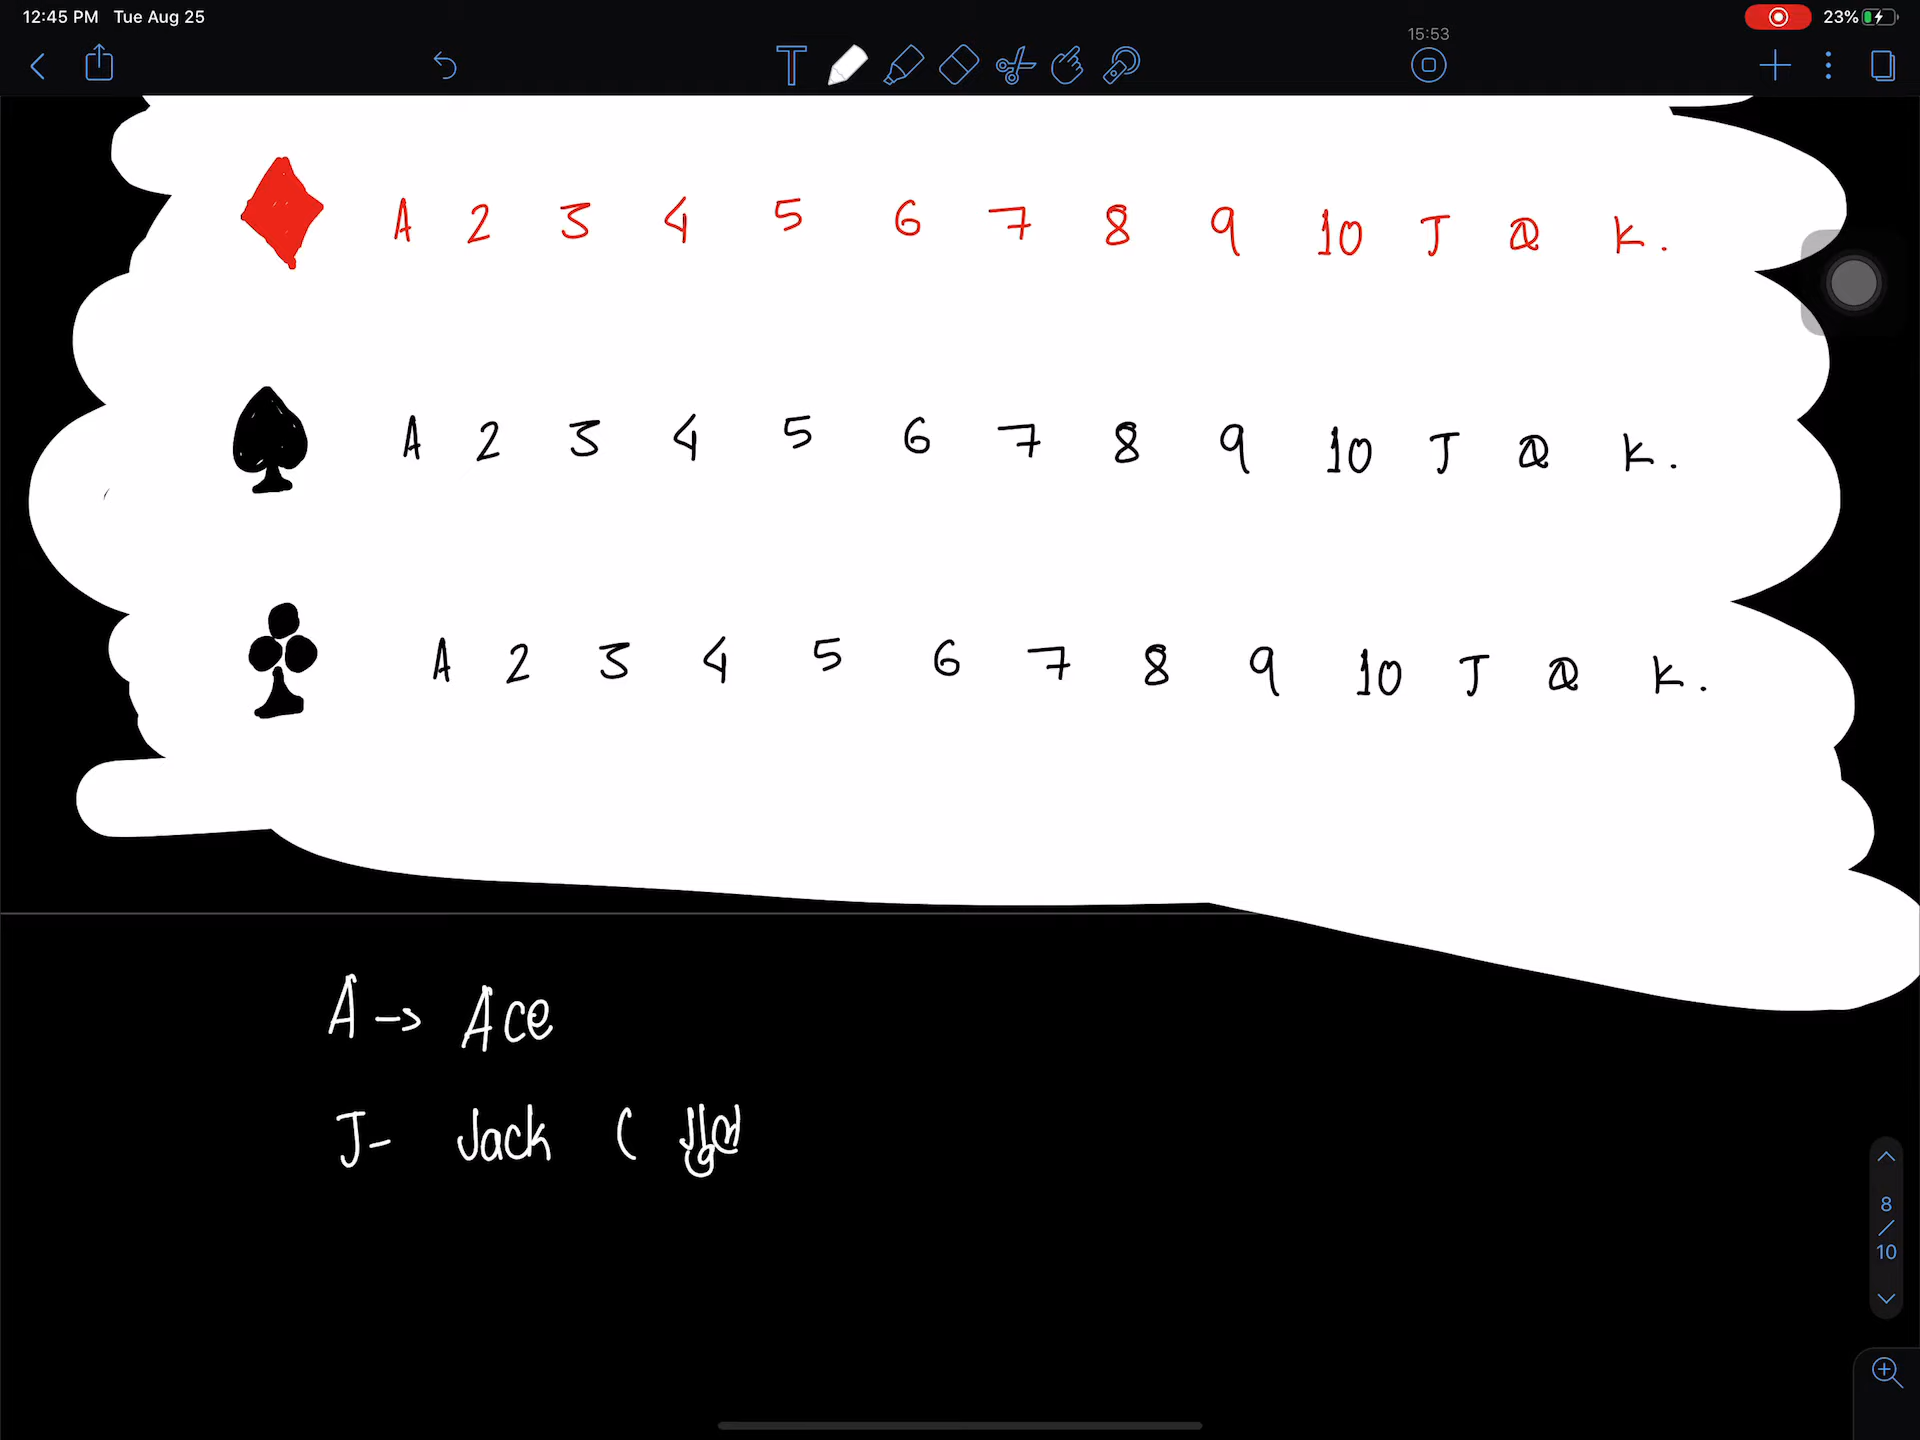 12:45 PM Tue Aug 25
23%
15:53
A 2 3 4 5 6 7 8 9 10 J Q K.
A 2 3 4 5 6 7 8 9 10 J Q K.
A 2 3 4 5 6 7 8 9 10 J Q K.
A → Ace
J - Jack (
8
/
10